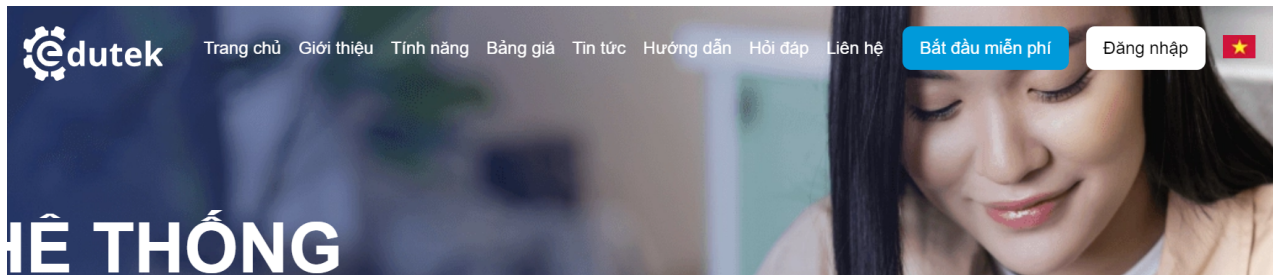 edutek
Trang chủ Giới thiệu Tính năng Bảng giá Tin tức Hướng dẫn Hỏi đáp Liên hệ Bắt đầu miễn phí Đăng nhập
THỐNG